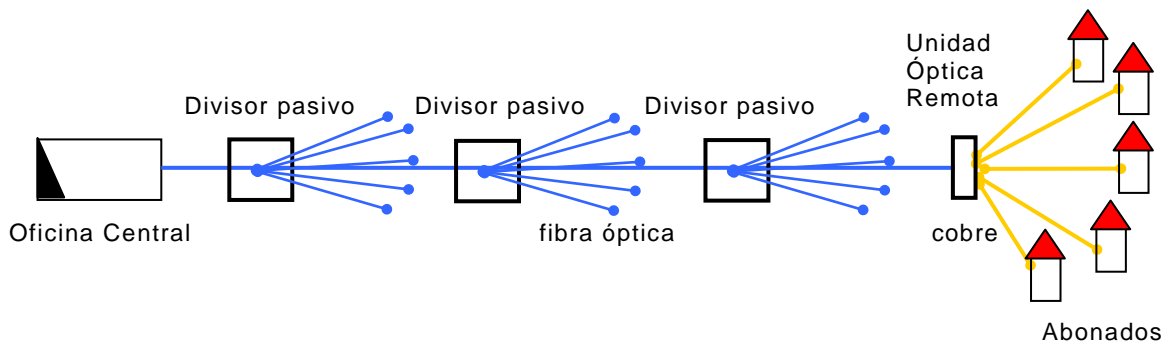 Unidad
Óptica
Remota
Divisor pasivo
Divisor pasivo
Divisor pasivo
Oficina Central
fibra óptica
cobre
Abonados